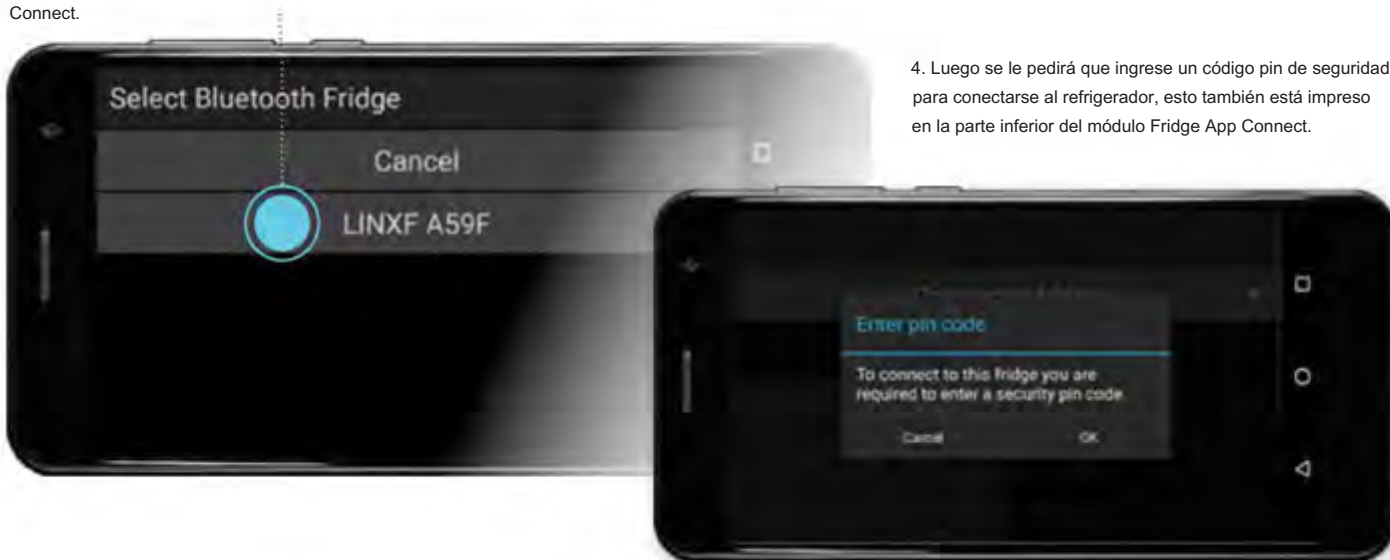 Connect.
Select Bluetooth Fridge
Cancel
LINXF A59F
4. Luego se le pedirá que ingrese un código pin de seguridad
para conectarse al refrigerador, esto también está impreso
en la parte inferior del módulo Fridge App Connect.
Enter pin code
To connect to this fridge you are
required to enter a security pin code.
Cancel OK